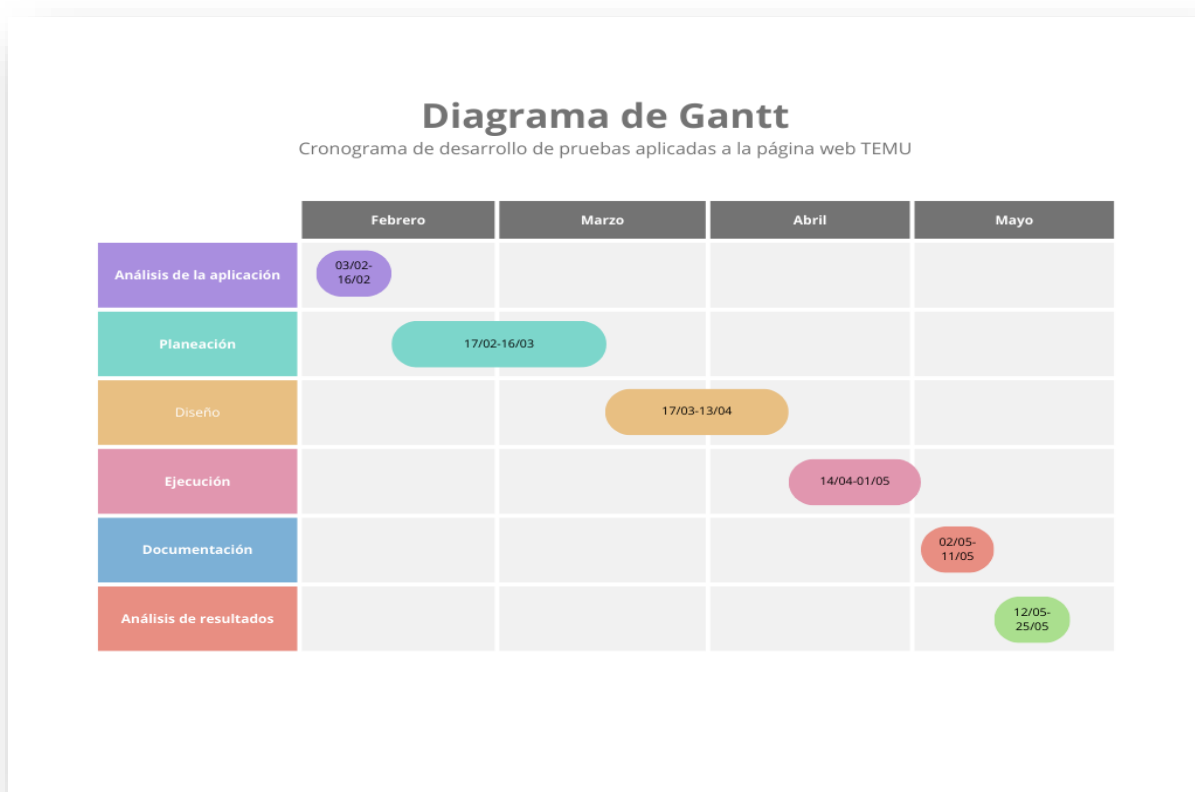 Diagrama de Gantt
Cronograma de desarrollo de pruebas aplicadas a la página web TEMU
Febrero
Marzo
Abril
Mayo
Análisis de la aplicación
03/02-
16/02
Planeación
17/02-16/03
Diseño
17/03-13/04
Ejecución
14/04-01/05
Documentación
02/05-
11/05
Análisis de resultados
12/05-
25/05